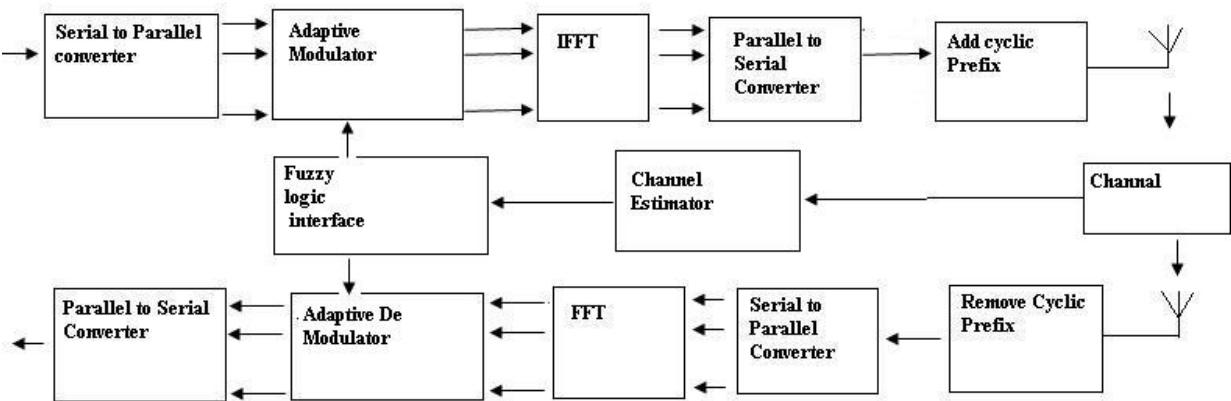 Serial to Parallel
converter
Adaptive
Modulator
IFFT
Parallel to
Serial
Converter
Add cyclic
Prefix
Fuzzy
logic
interface
Channel
Estimator
Channal
Parallel to Serial
Converter
Adaptive De
Modulator
FFT
Serial to
Parallel
Converter
Remove Cyclic
Prefix